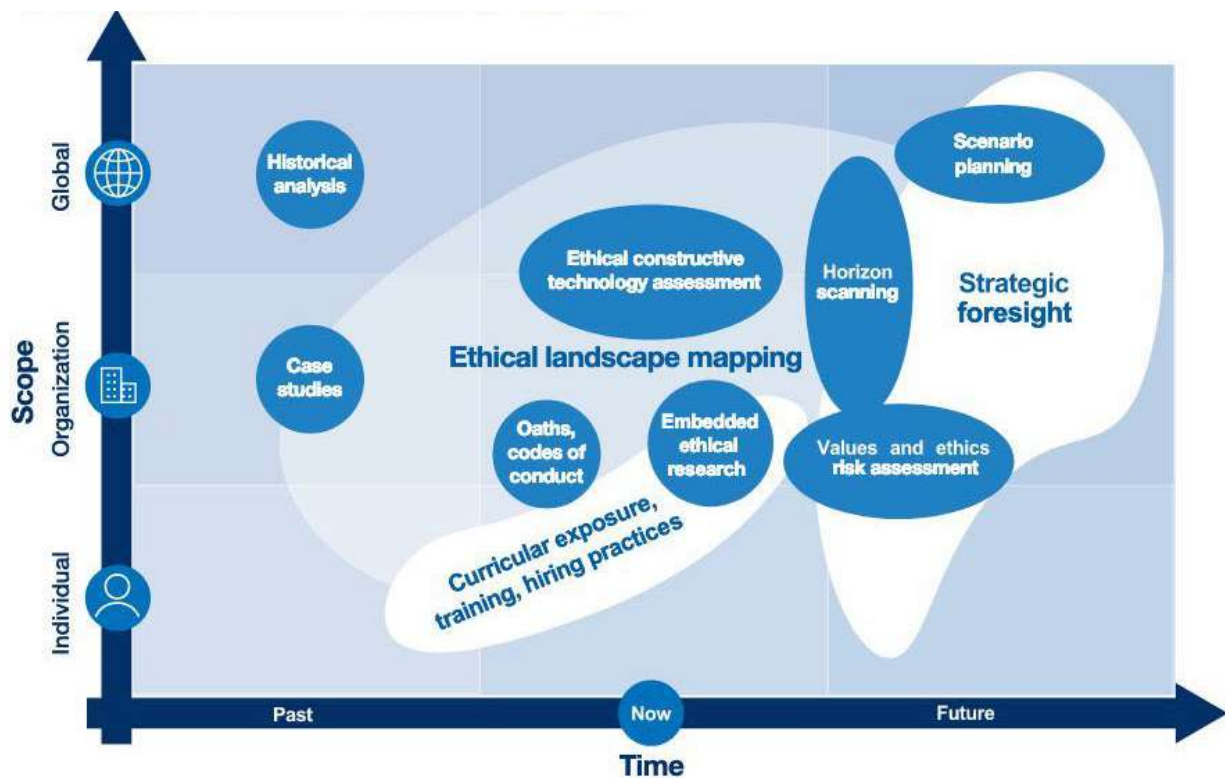 Scope
Global
Organization
Individual
Historical
analysis
Scenario
planning
Ethical constructive
technology assessment
Horizon
scanning
Strategic
foresight
Ethical landscape mapping
Case
studies
Oaths,
codes of
conduct
Embedded
ethical
research
Values and ethics
risk assessment
Curricular exposure,
training, hiring practices
Past
Now
Future
Time